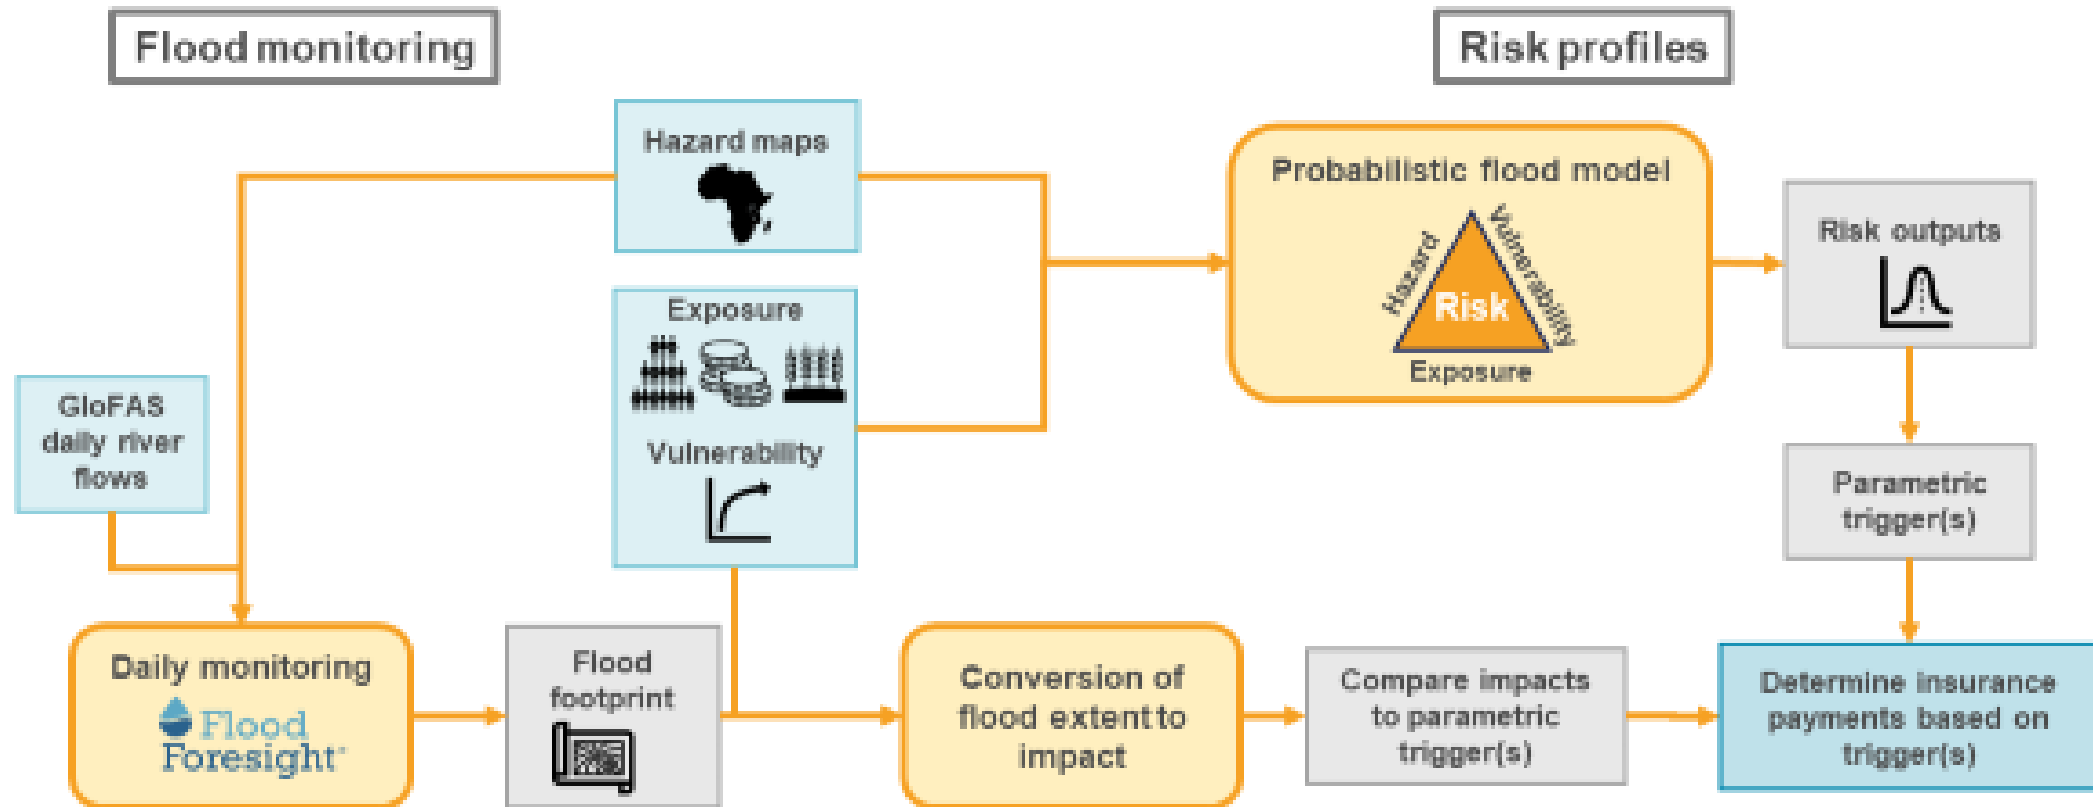 Flood monitoring
Risk profiles
Hazard maps
Exposure
Vulnerability
GloFAS
daily river
flows
Probabilistic flood model
Hazard
Vulnerability
Risk
Exposure
Risk outputs
Parametric
trigger(s)
Daily monitoring
Flood
Foresight
Flood
footprint
Conversion of
flood extent to
impact
Compare impacts
to parametric
trigger(s)
Determine insurance
payments based on
trigger(s)